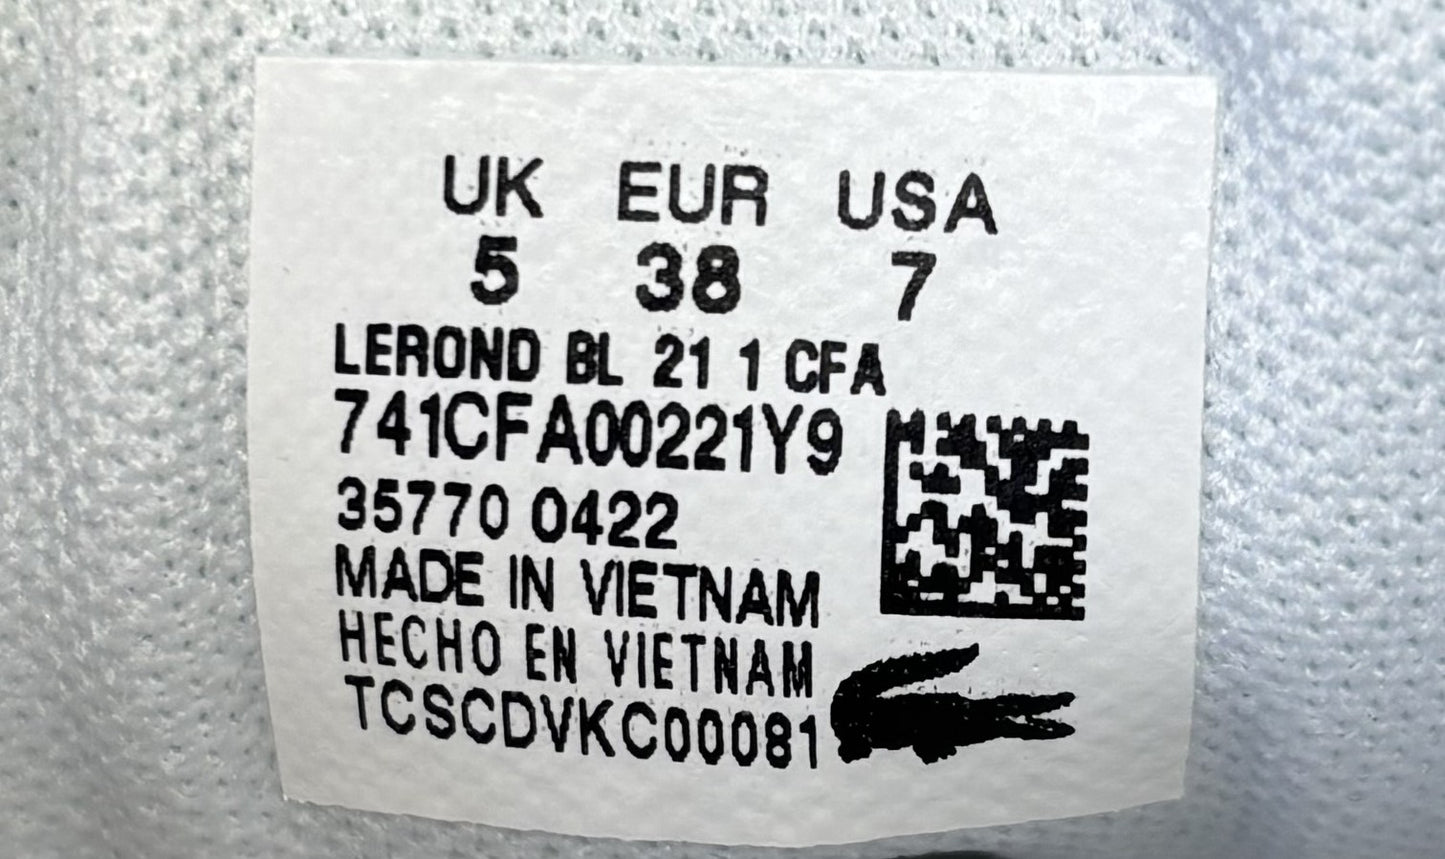 UK EUR USA
5 38 7
LEROND BL 21 1 CFA
741CFA00221Y9
35770 0422
MADE IN VIETNAM
HECHO EN VIETNAM
TCSCDVKC00081